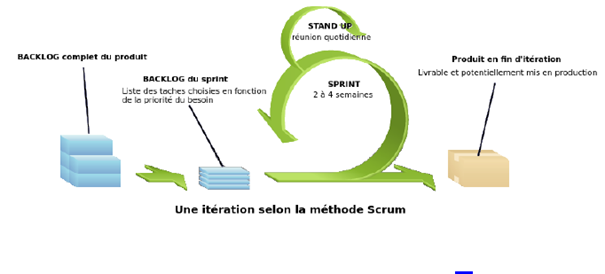 STAND UP
réunion quotidienne
BACKLOG complet du produit
Produit en fin d'itération
Livrable et potentiellement mis en production
BACKLOG du sprint
Liste des taches choisies en fonction
de la priorité du besoin
SPRINT
2 à 4 semaines
Une itération selon la méthode Scrum